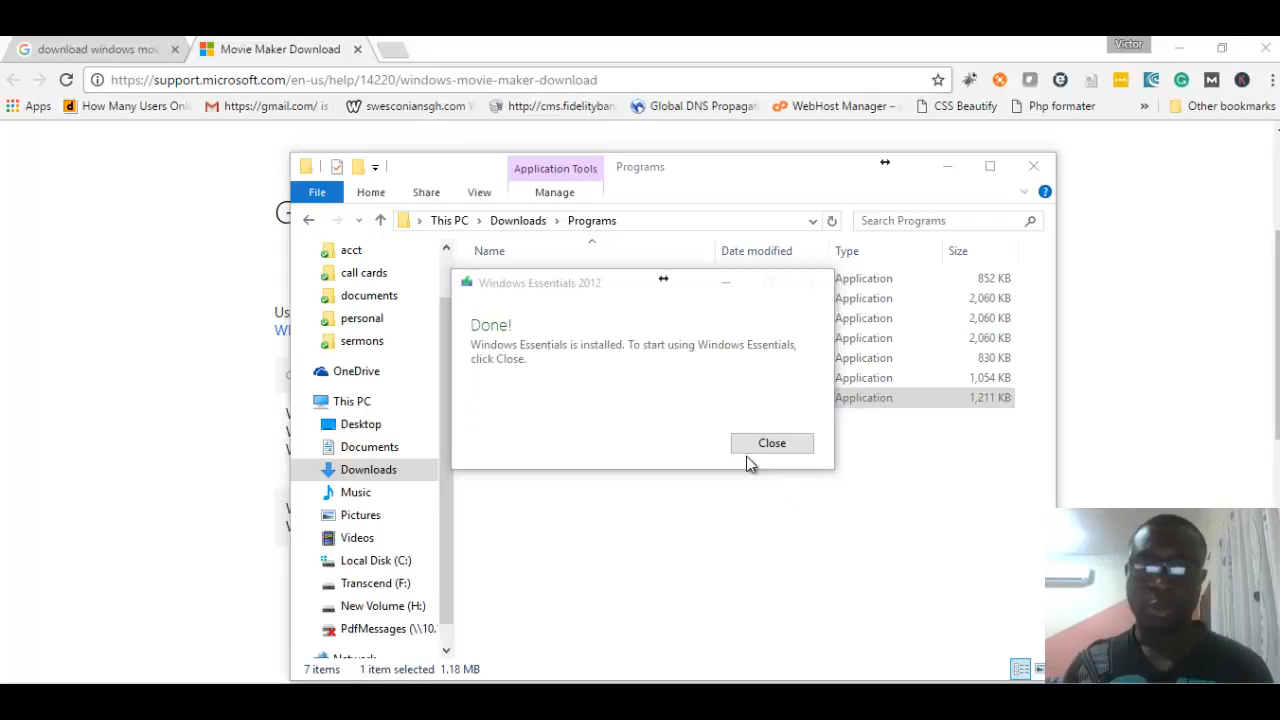 download windows mov
Movie Maker Download
Victor
https://support.microsoft.com/en-us/help/14220/windows-movie-maker-download
Apps
How Many Users Onl
https://gmail.com/ is
swesconiansgh.com
http://cms.fidelityban
Global DNS Propagat
WebHost Manager –
CSS Beautify
Php formater
»
Other bookmarks
G
Us
Wi
Application Tools
Programs
File
Home
Share
View
Manage
This PC
Downloads
Programs
Search Programs
Name
Date modified
Type
Size
acct
call cards
documents
personal
sermons
OneDrive
This PC
Desktop
Documents
Downloads
Music
Pictures
Videos
Local Disk (C:)
Transcend (F:)
New Volume (H:)
PdfMessages (\\10.
Application 852 KB
Application 2,060 KB
Application 2,060 KB
Application 2,060 KB
Application 830 KB
Application 1,054 KB
Application 1,211 KB
Windows Essentials 2012
Done!
Windows Essentials is installed. To start using Windows Essentials,
click Close.
Close
7 items
1 item selected 1.18 MB